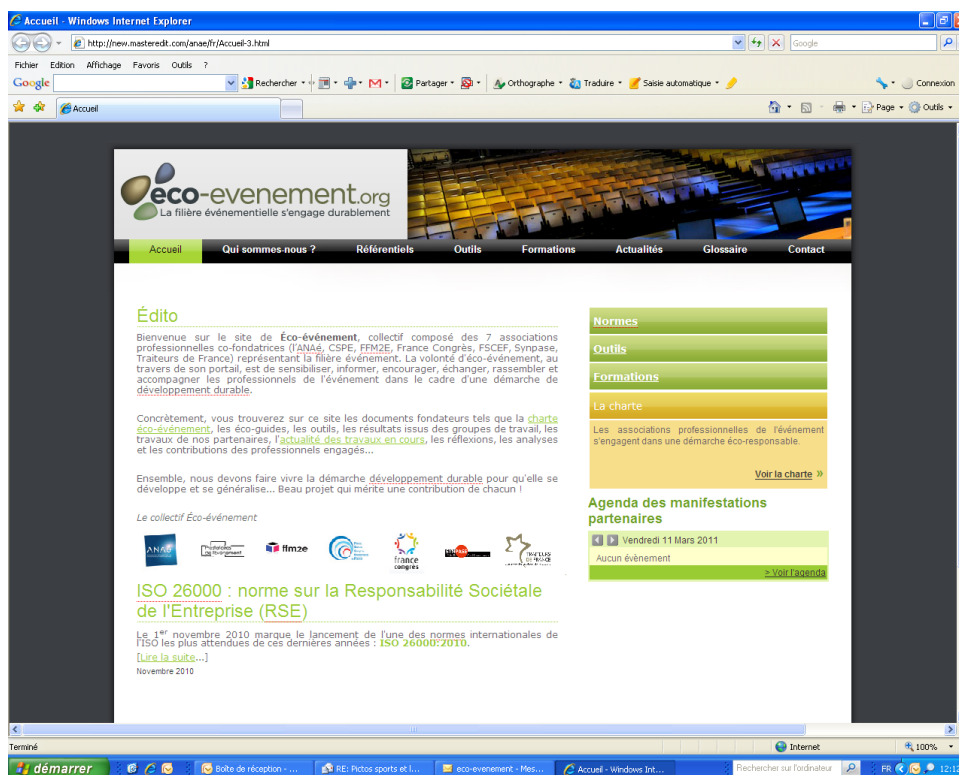 Accueil - Windows Internet Explorer
http://new.masteredit.com/anae/fr/Accueil-3.html
Google
Fichier Edition Affichage Favoris Outils ?
Google
Rechercher
Partager
Orthographe
Traduire
Saisie automatique
Connexion
Accueil
Page
Outils
eco-evenement.org
La filière événementielle s'engage durablement
Accueil Qui sommes-nous ? Référentiels Outils Formations Actualités Glossaire Contact
Édito
Bienvenue sur le site de Éco-événement, collectif composé des 7 associations
professionnelles co-fondatrices (l'ANAé, CSPE, FFM2E, France Congrès, FSCEF, Synpase,
Traiteurs de France) représentant la filière événement. La volonté d'éco-événement, au
travers de son portail, est de sensibiliser, informer, encourager, échanger, rassembler et
accompagner les professionnels de l'événement dans le cadre d'une démarche de
développement durable.
Concrètement, vous trouverez sur ce site les documents fondateurs tels que la charte
éco-événement, les éco-guides, les outils, les résultats issus des groupes de travail, les
travaux de nos partenaires, l'actualité des travaux en cours, les réflexions, les analyses
et les contributions des professionnels engagés...
Ensemble, nous devons faire vivre la démarche développement durable pour qu'elle se
développe et se généralise... Beau projet qui mérite une contribution de chacun !
Le collectif Éco-événement
ANAé
ffm2e
france
congrès
TRAITEURS
DE FRANCE
ISO 26000 : norme sur la Responsabilité Sociétale
de l'Entreprise (RSE)
Le 1er novembre 2010 marque le lancement de l'une des normes internationales de
l'ISO les plus attendues de ces dernières années : ISO 26000:2010.
[Lire la suite...]
Novembre 2010
Normes
Outils
Formations
La charte
Les associations professionnelles de l'événement
s'engagent dans une démarche éco-responsable.
Voir la charte »
Agenda des manifestations
partenaires
Vendredi 11 Mars 2011
Aucun évènement
> Voir l'agenda
Terminé
Internet
100%
démarrer
Boîte de réception - ...
RE: Pictos sports et l...
eco-evenement - Mes...
Accueil - Windows Int...
Rechercher sur l'ordinateur
FR
12:12